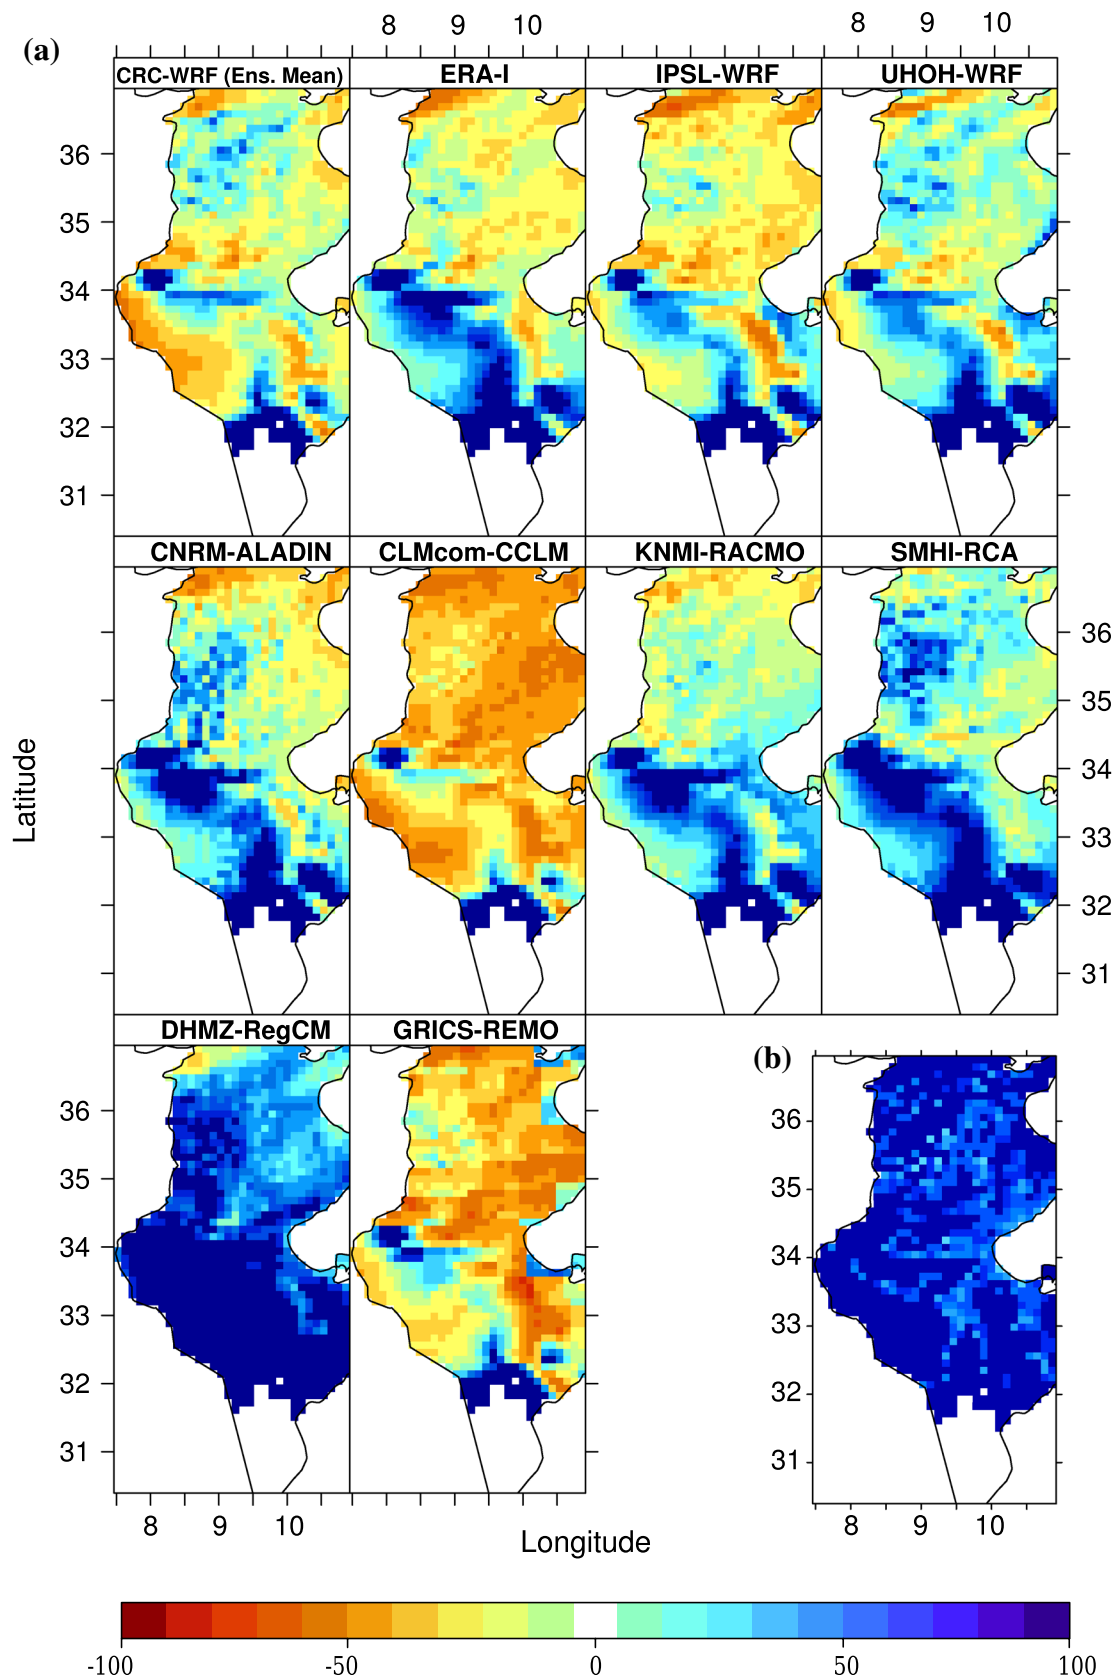 8 9 10 8 9 10
(a)
CRC-WRF (Ens. Mean) ERA-I IPSL-WRF UHOH-WRF
36
35
34
33
32
31
CNRM-ALADIN CLMcom-CCLM KNMI-RACMO SMHI-RCA
36
35
34
33
32
31
Latitude
DHMZ-RegCM GRICS-REMO
(b)
36
35
34
33
32
31
36
35
34
33
32
31
8 9 10
8 9 10
Longitude
-100 -50 0 50 100